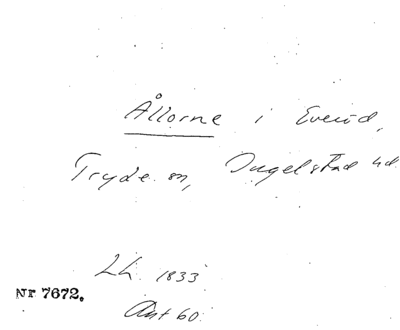 Ållorne i Everöd,
Tryde sn, Ingelstad hd
LL 1833
Akt 60.
Nr 7672.